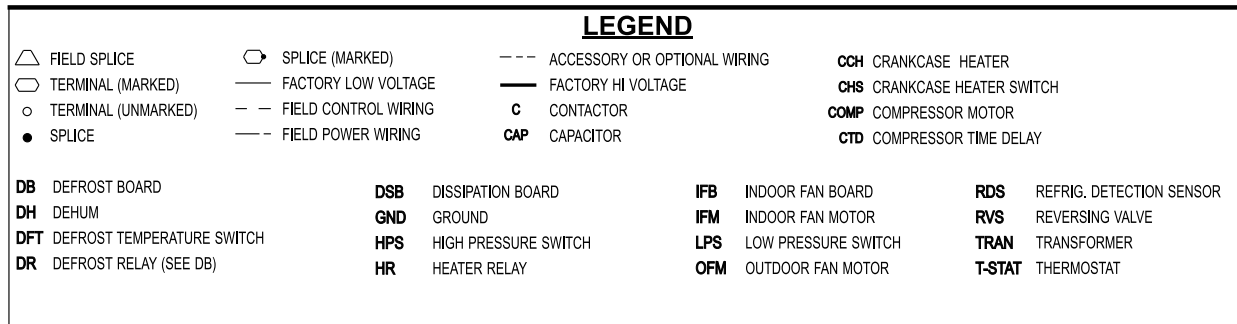 LEGEND
FIELD SPLICE SPLICE (MARKED) ACCESSORY OR OPTIONAL WIRING CCH CRANKCASE HEATER
TERMINAL (MARKED) FACTORY LOW VOLTAGE FACTORY HI VOLTAGE CHS CRANKCASE HEATER SWITCH
TERMINAL (UNMARKED) FIELD CONTROL WIRING C CONTACTOR COMP COMPRESSOR MOTOR
SPLICE FIELD POWER WIRING CAP CAPACITOR CTD COMPRESSOR TIME DELAY
DB DEFROST BOARD DSB DISSIPATION BOARD IFB INDOOR FAN BOARD RDS REFRIG. DETECTION SENSOR
DH DEHUM GND GROUND IFM INDOOR FAN MOTOR RVS REVERSING VALVE
DFT DEFROST TEMPERATURE SWITCH HPS HIGH PRESSURE SWITCH LPS LOW PRESSURE SWITCH TRAN TRANSFORMER
DR DEFROST RELAY (SEE DB) HR HEATER RELAY OFM OUTDOOR FAN MOTOR T-STAT THERMOSTAT